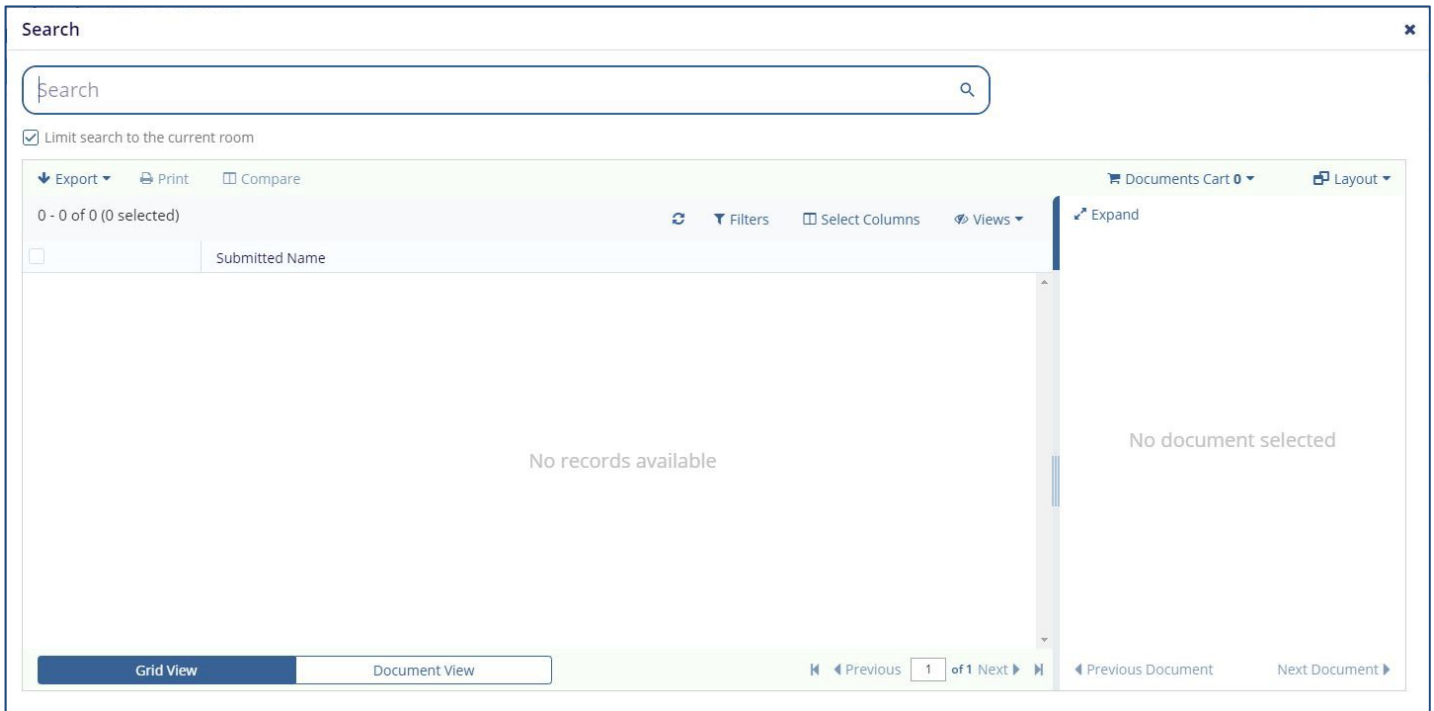 Search
Search
Limit search to the current room
Export Print Compare Documents Cart 0 Layout
0 - 0 of 0 (0 selected) Filters Select Columns Views Expand
Submitted Name
No document selected
No records available
Grid View Document View Previous 1 of 1 Next Previous Document Next Document